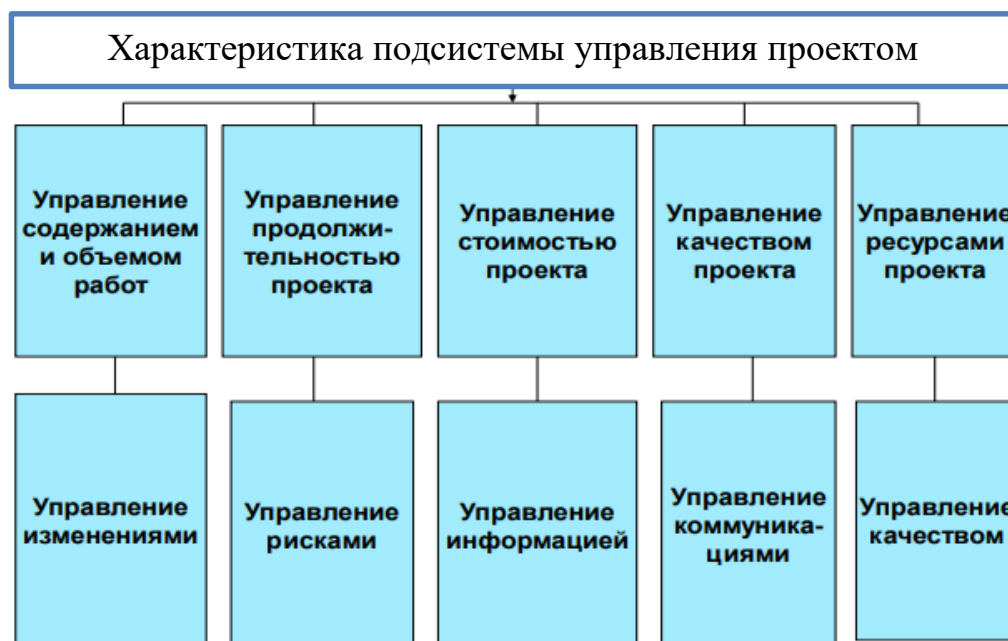 Характеристика подсистемы управления проектом
Управление
содержанием
и объемом
работ
Управление
продолжи-
тельностью
проекта
Управление
стоимостью
проекта
Управление
качеством
проекта
Управление
ресурсами
проекта
Управление
изменениями
Управление
рисками
Управление
информацией
Управление
коммуника-
циями
Управление
качеством